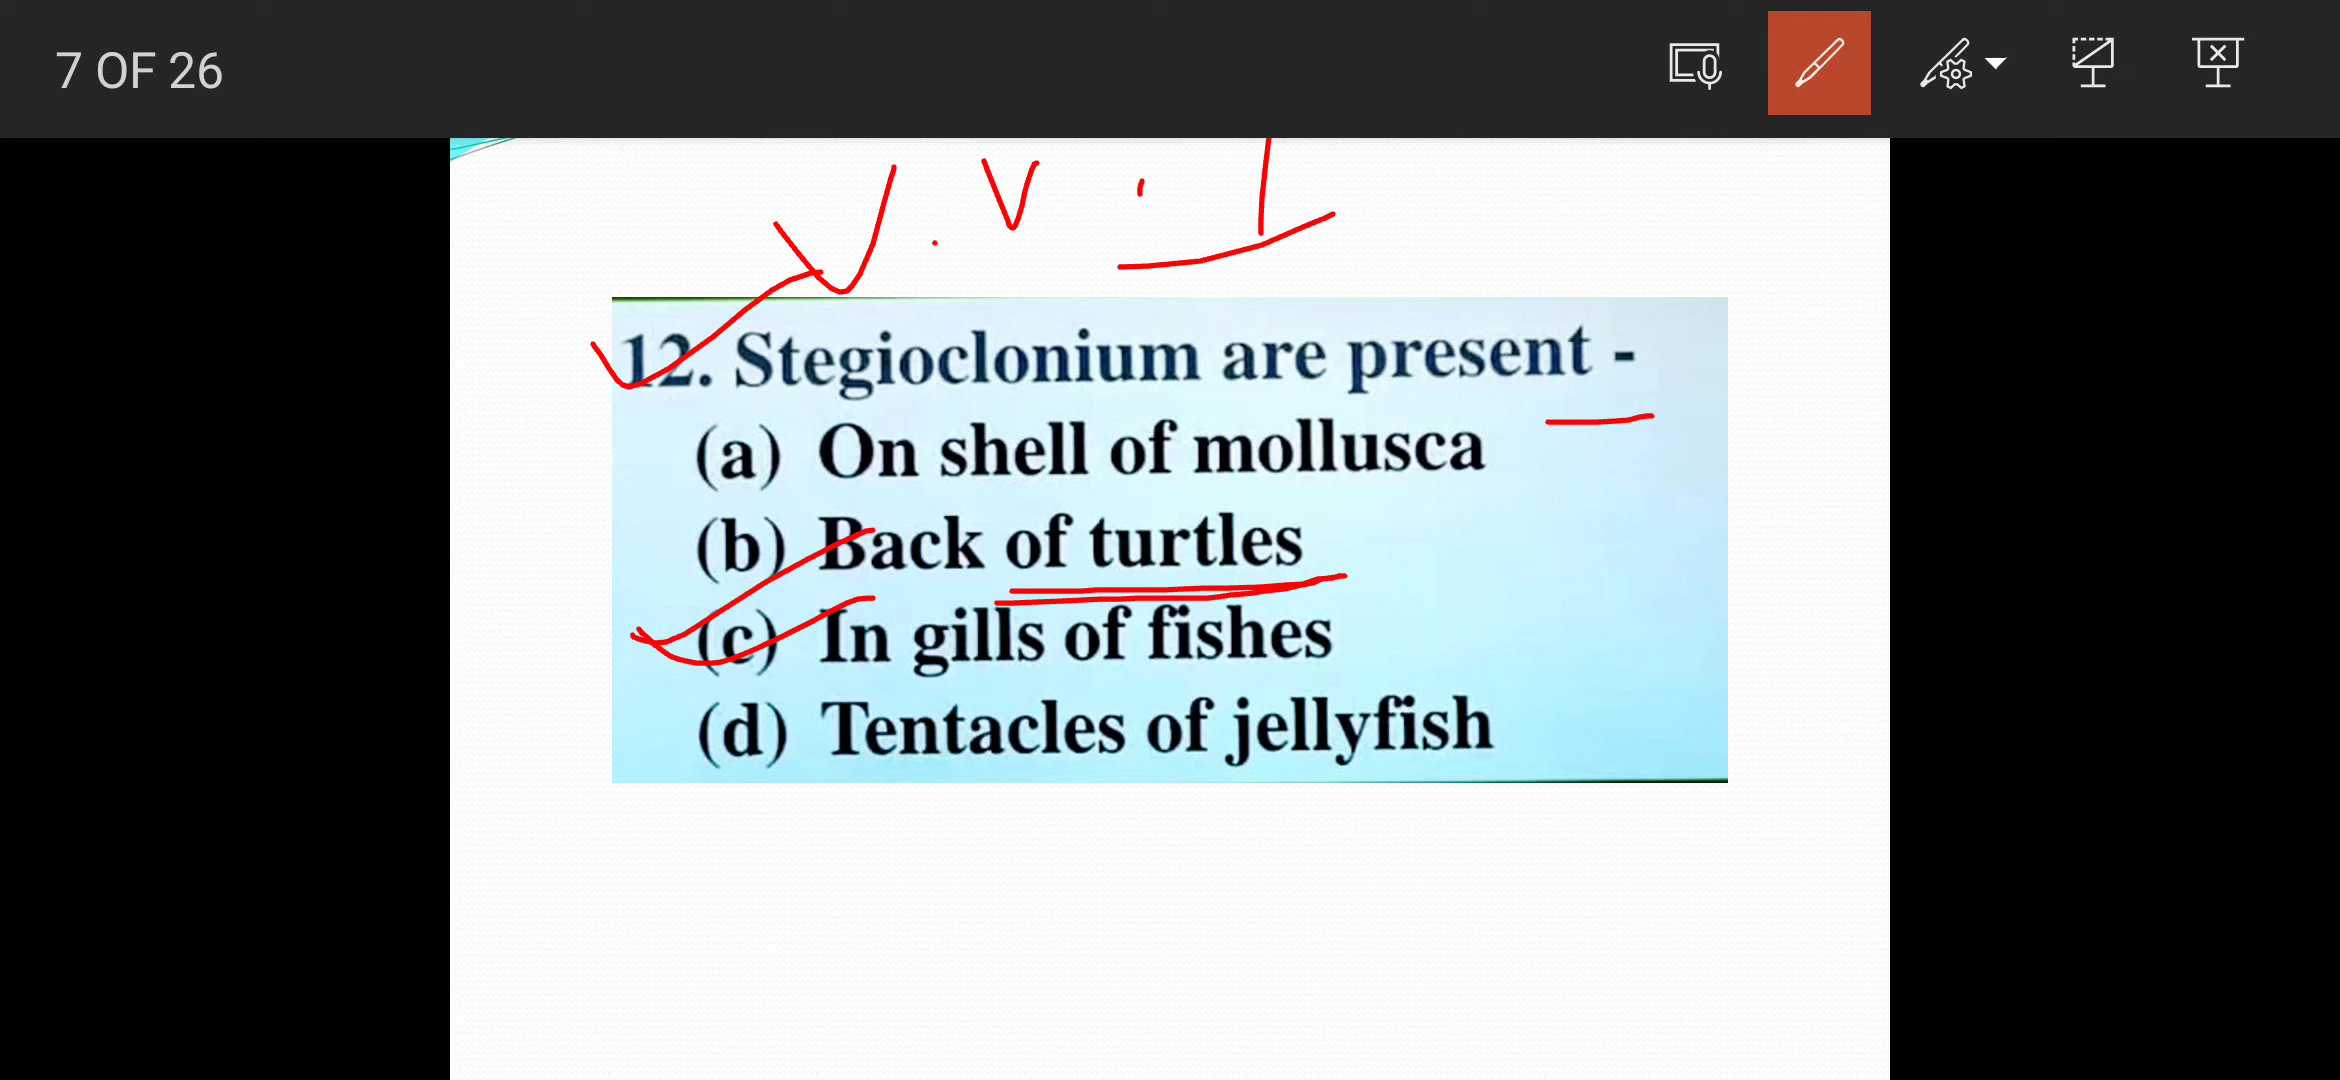 7 OF 26
V. V. I
12. Stegioclonium are present -
(a) On shell of mollusca
(b) Back of turtles
(c) In gills of fishes
(d) Tentacles of jellyfish